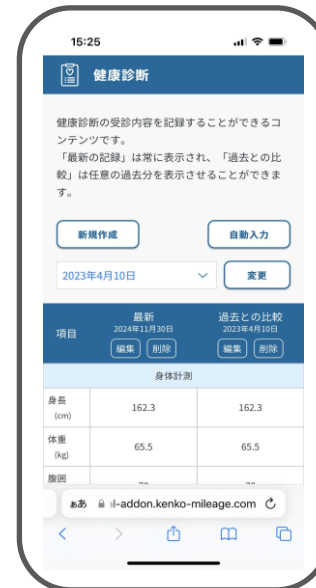 15:25
健康診断
健康診断の受診内容を記録することができるコ
ンテンツです。
「最新の記録」は常に表示され、「過去との比
較」は任意の過去分を表示させることができま
す。
新規作成
自動入力
2023年4月10日
変更
項目
最新
2024年11月30日
編集 削除
過去との比較
2023年4月10日
編集 削除
身体計測
身長
(cm)
162.3
162.3
体重
(kg)
65.5
65.5
腹囲
ぁあ
l-addon.kenko-mileage.com